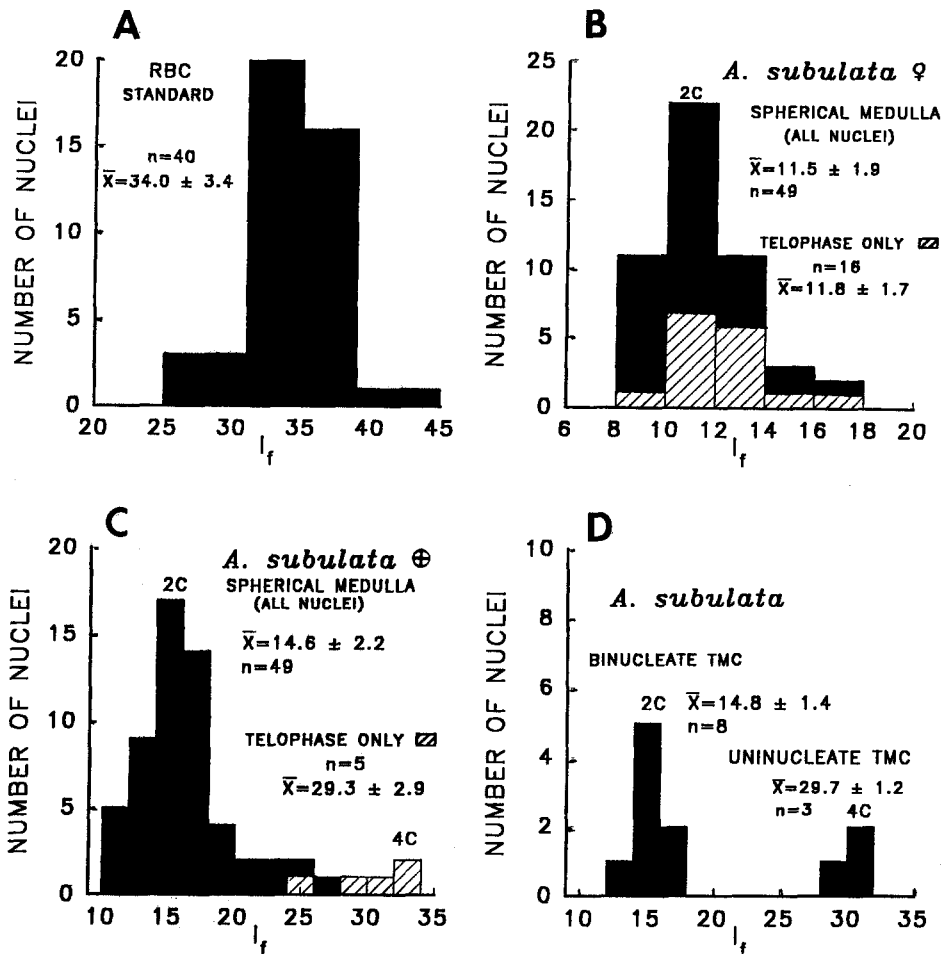 A
NUMBER OF NUCLEI
20
15
10
5
0
RBC
STANDARD
n=40
X̄=34.0 ± 3.4
20 25 30 35 40 45
I_f
B
NUMBER OF NUCLEI
25
20
15
10
5
0
A. subulata ♀
2C
SPHERICAL MEDULLA
(ALL NUCLEI)
X̄=11.5 ± 1.9
n=49
TELOPHASE ONLY
n=16
X̄=11.8 ± 1.7
6 8 10 12 14 16 18 20
I_f
C
NUMBER OF NUCLEI
20
15
10
5
0
A. subulata ⊕
2C
SPHERICAL MEDULLA
(ALL NUCLEI)
X̄=14.6 ± 2.2
n=49
TELOPHASE ONLY
n=5
X̄=29.3 ± 2.9
4C
10 15 20 25 30 35
I_f
D
NUMBER OF NUCLEI
10
8
6
4
2
0
A. subulata
BINUCLEATE TMC
2C X̄=14.8 ± 1.4
n=8
UNINUCLEATE TMC
X̄=29.7 ± 1.2
n=3 4C
10 15 20 25 30 35
I_f